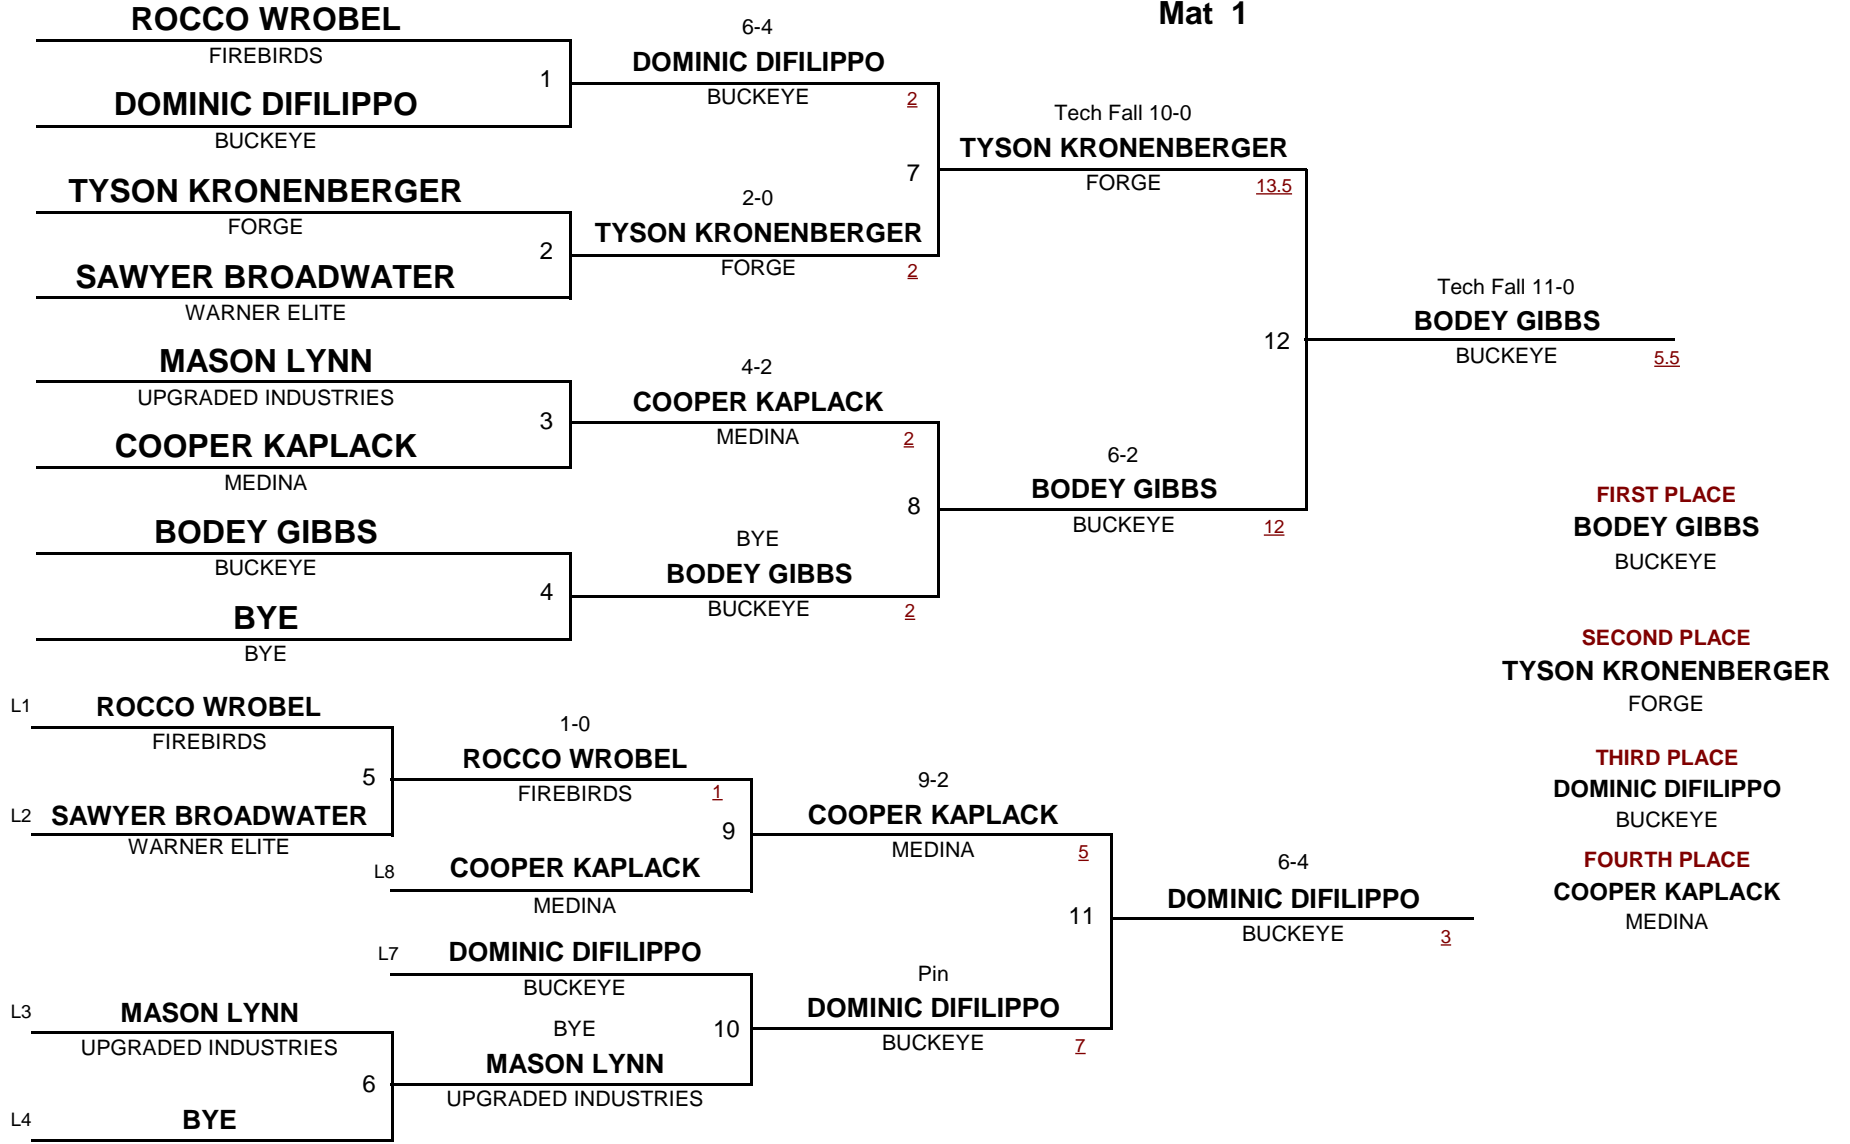 Mat 1
ROCCO WROBEL
FIREBIRDS
1
DOMINIC DIFILIPPO
BUCKEYE
TYSON KRONENBERGER
FORGE
2
SAWYER BROADWATER
WARNER ELITE
MASON LYNN
UPGRADED INDUSTRIES
3
COOPER KAPLACK
MEDINA
BODEY GIBBS
BUCKEYE
4
BYE
BYE
6-4
DOMINIC DIFILIPPO
BUCKEYE 2
7
2-0
TYSON KRONENBERGER
FORGE 2
4-2
COOPER KAPLACK
MEDINA 2
8
BYE
BODEY GIBBS
BUCKEYE 2
Tech Fall 10-0
TYSON KRONENBERGER
FORGE 13.5
12
6-2
BODEY GIBBS
BUCKEYE 12
Tech Fall 11-0
BODEY GIBBS
BUCKEYE 5.5
FIRST PLACE
BODEY GIBBS
BUCKEYE
SECOND PLACE
TYSON KRONENBERGER
FORGE
THIRD PLACE
DOMINIC DIFILIPPO
BUCKEYE
FOURTH PLACE
COOPER KAPLACK
MEDINA
L1 ROCCO WROBEL
FIREBIRDS
5
L2 SAWYER BROADWATER
WARNER ELITE
L3 MASON LYNN
UPGRADED INDUSTRIES
6
L4 BYE
1-0
ROCCO WROBEL
FIREBIRDS 1
9
L8 COOPER KAPLACK
MEDINA
L7 DOMINIC DIFILIPPO
BUCKEYE
BYE 10
MASON LYNN
UPGRADED INDUSTRIES
9-2
COOPER KAPLACK
MEDINA 5
11
Pin
DOMINIC DIFILIPPO
BUCKEYE 7
6-4
DOMINIC DIFILIPPO
BUCKEYE 3